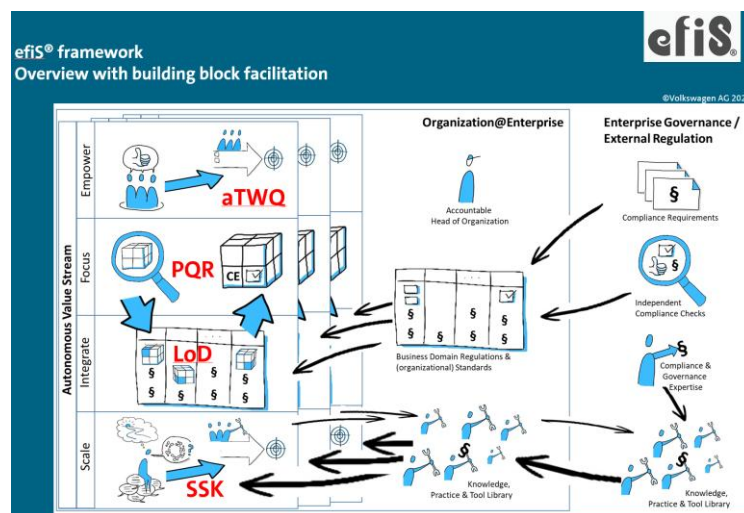 efiS® framework
Overview with building block facilitation
efiS®
©Volkswagen AG 202
Organization@Enterprise
Enterprise Governance /
External Regulation
Autonomous Value Stream
Empower
aTWQ
Accountable
Head of Organization
§
Compliance Requirements
Focus
PQR
CE
§
Independent
Compliance Checks
Integrate
LoD
§ § § §
§ § § §
§ §
§ § § §
Business Domain Regulations &
(organizational) Standards
§
Compliance &
Governance
Expertise
Scale
SSK
§
Knowledge,
Practice & Tool Library
§
Knowledge,
Practice & Tool Library